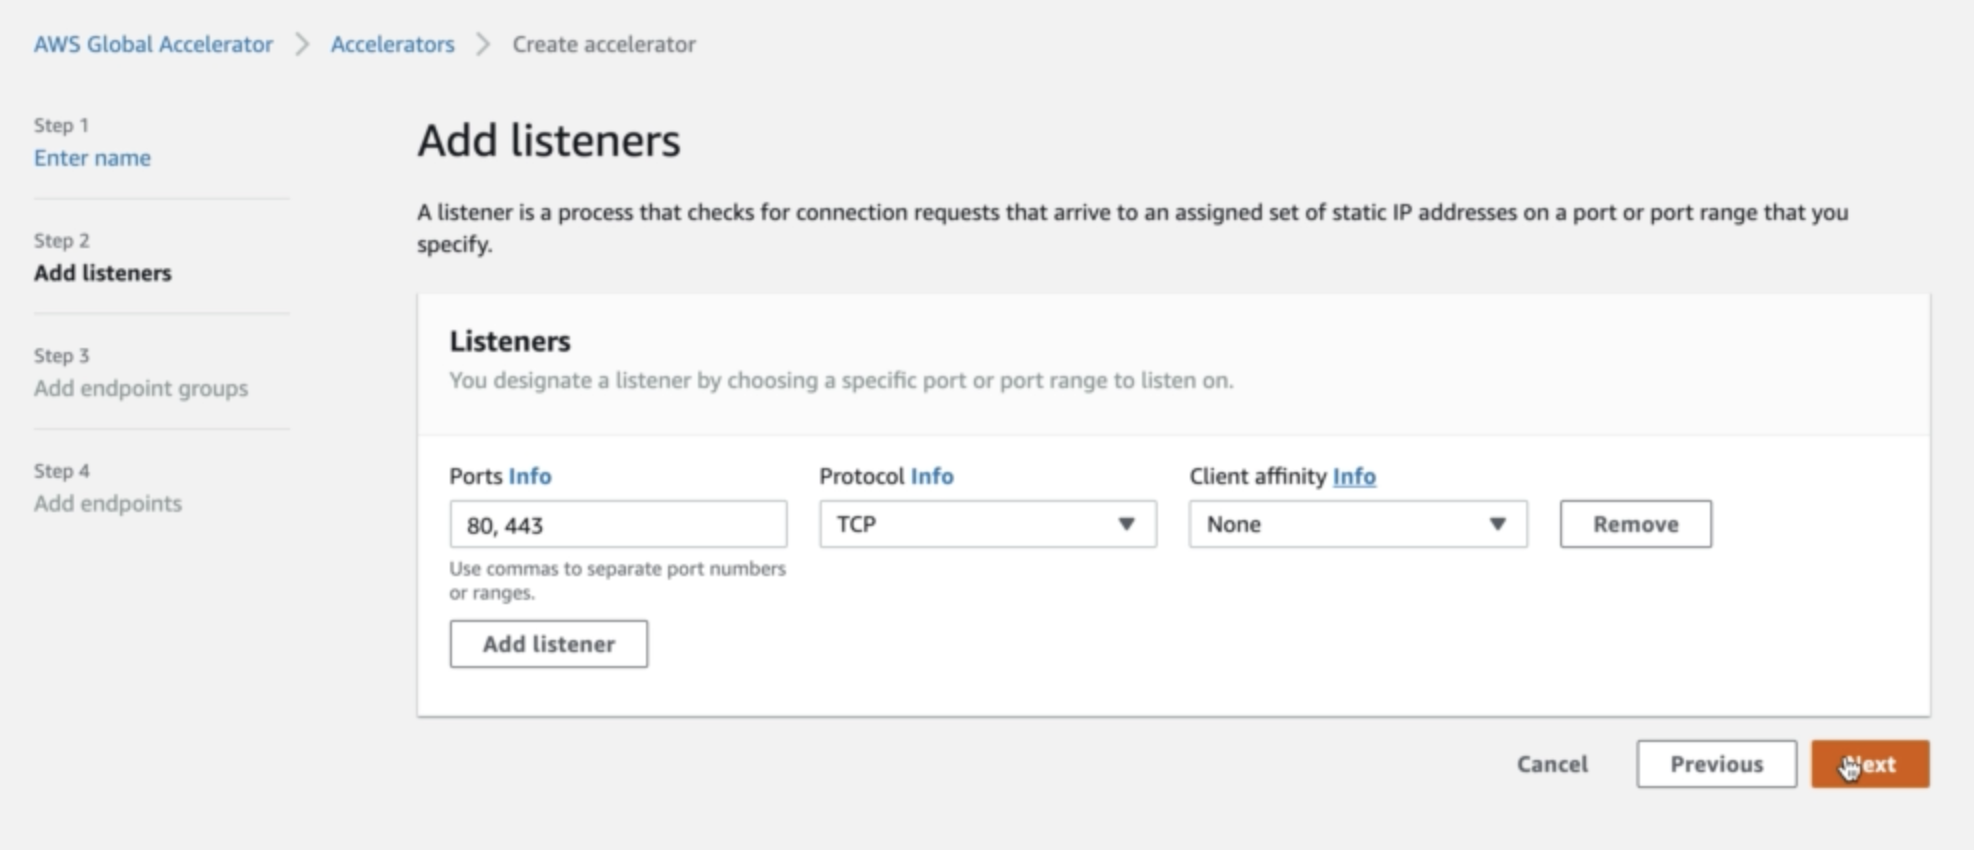 AWS Global Accelerator > Accelerators > Create accelerator
Step 1
Enter name
Step 2
Add listeners
Step 3
Add endpoint groups
Step 4
Add endpoints
Add listeners
A listener is a process that checks for connection requests that arrive to an assigned set of static IP addresses on a port or port range that you
specify.
Listeners
You designate a listener by choosing a specific port or port range to listen on.
Ports Info
Protocol Info
Client affinity Info
80, 443
TCP
None
Remove
Use commas to separate port numbers
or ranges.
Add listener
Cancel
Previous
Next